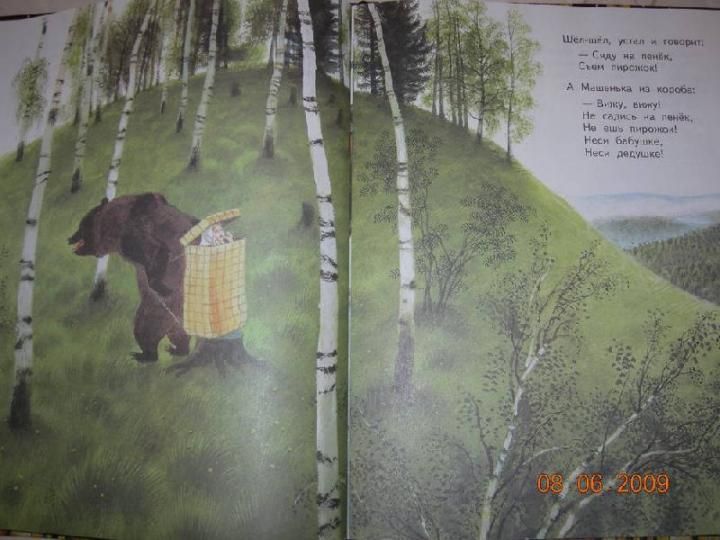 Шёл-шёл, устал и говорит:
— Сяду на пенёк,
Съем пирожок!
А Машенька из короба:
— Вижу, вижу!
Не садись на пенёк,
Не ешь пирожок!
Неси бабушке,
Неси дедушке!
08 06 2009